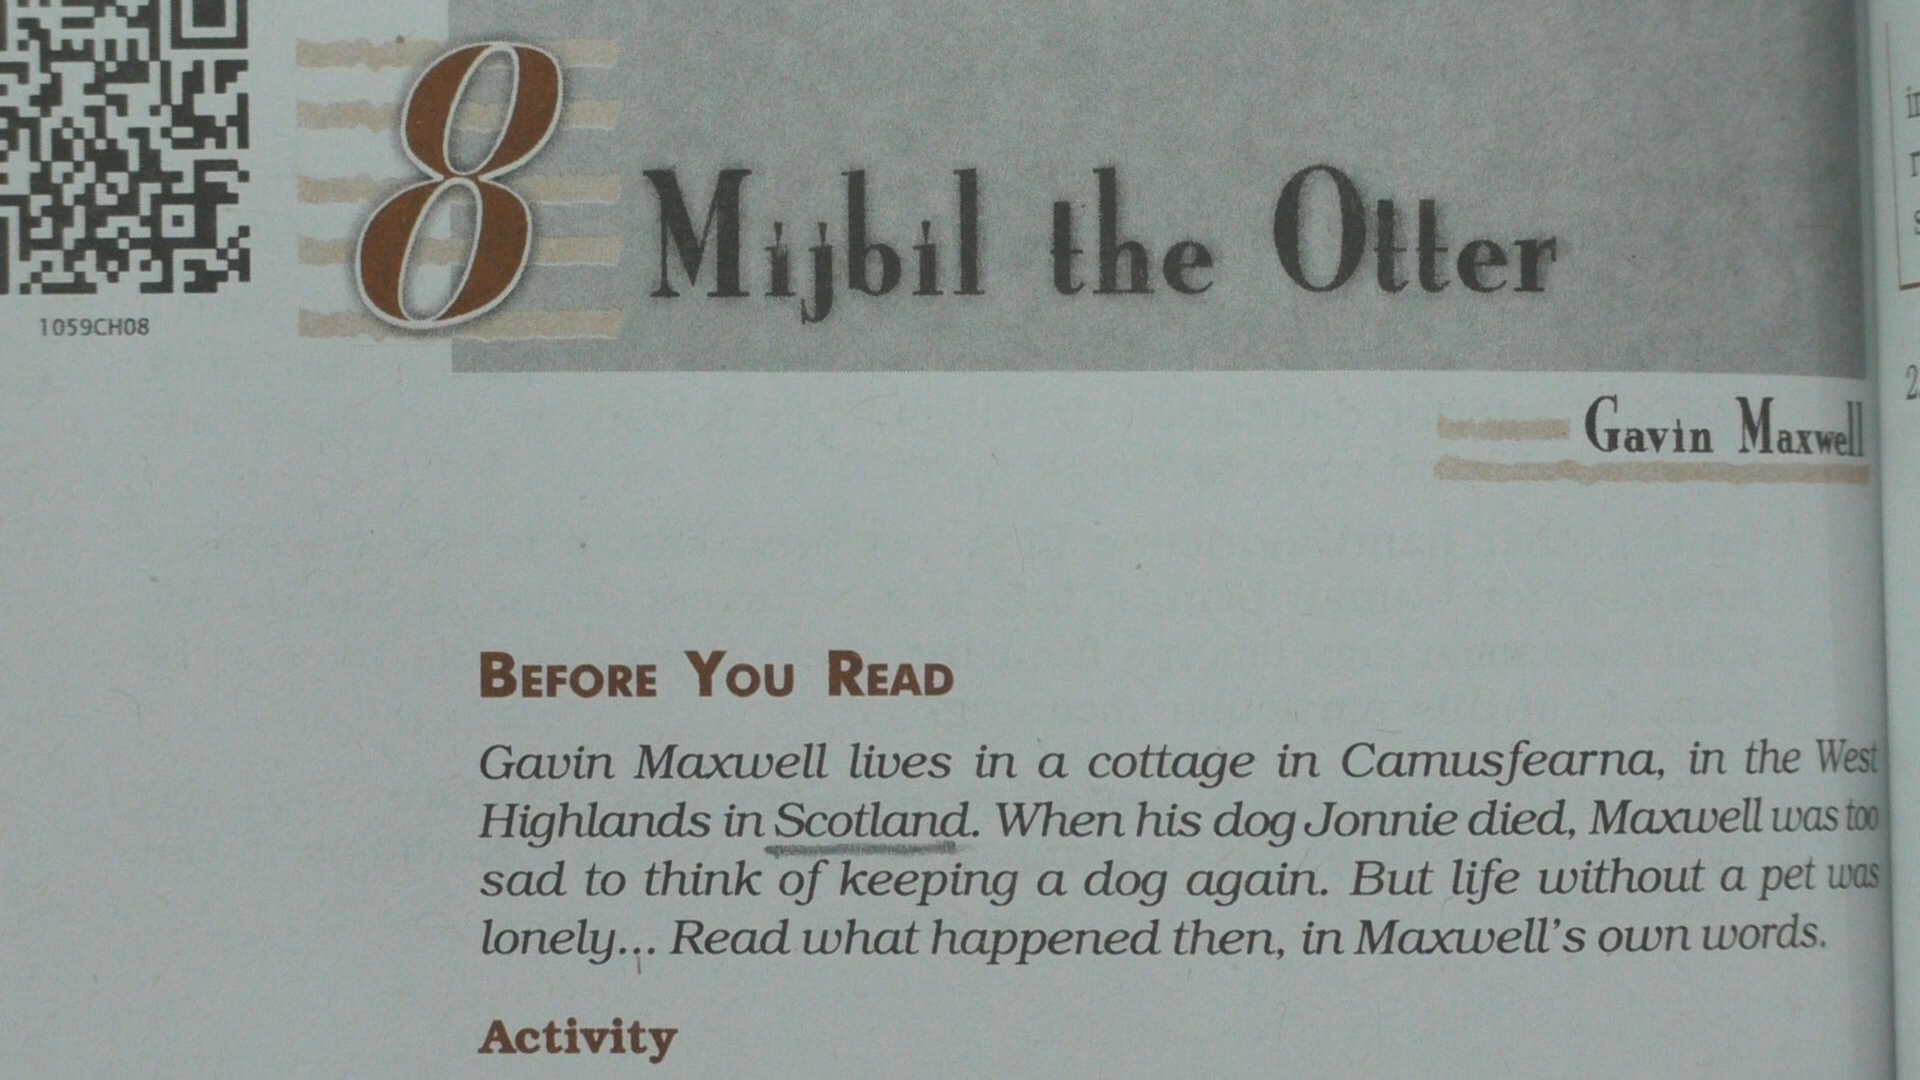 8 Mijbil the Otter
1059CH08
Gavin Maxwell
BEFORE YOU READ
Gavin Maxwell lives in a cottage in Camusfearna, in the West
Highlands in Scotland. When his dog Jonnie died, Maxwell was too
sad to think of keeping a dog again. But life without a pet was
lonely... Read what happened then, in Maxwell's own words.
Activity